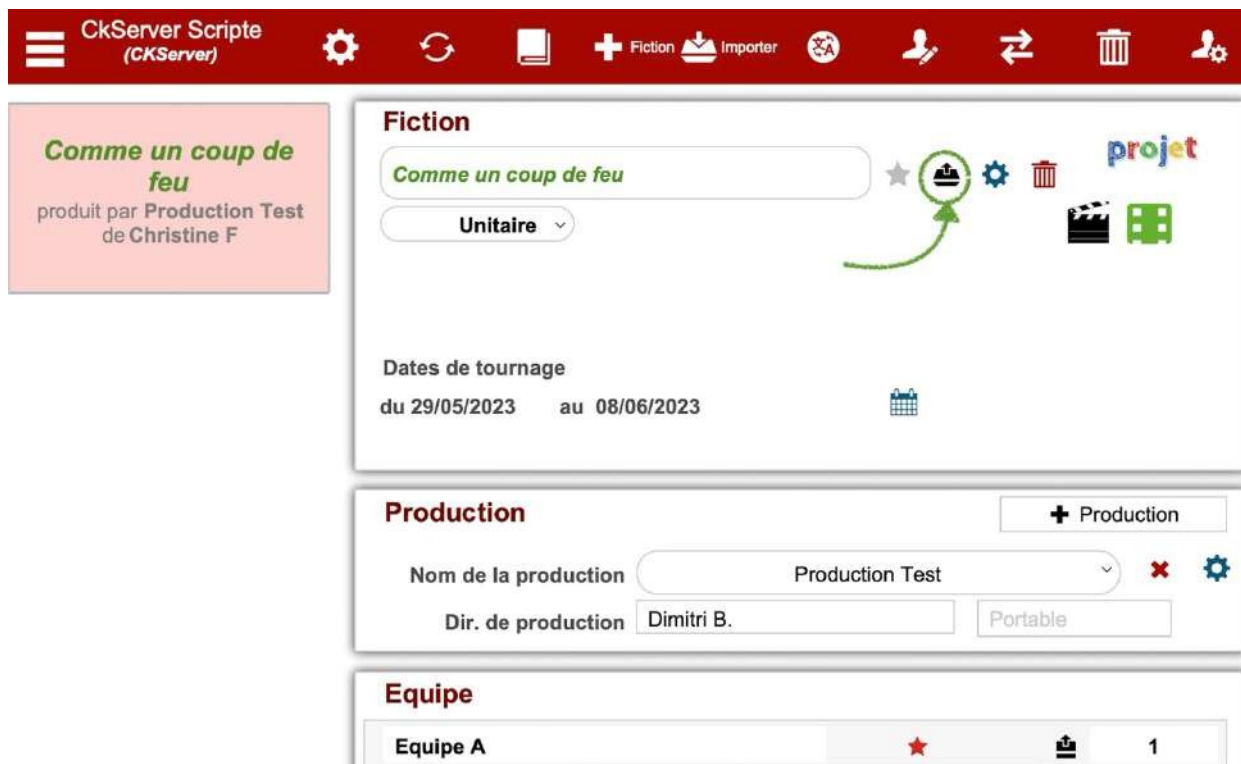 CkServer Scripte
(CKServer)
Fiction
Importer
Comme un coup de
feu
produit par Production Test
de Christine F
Fiction
Comme un coup de feu
projet
Unitaire
Dates de tournage
du 29/05/2023 au 08/06/2023
Production
Production
Nom de la production Production Test
Dir. de production Dimitri B. Portable
Equipe
Equipe A 1